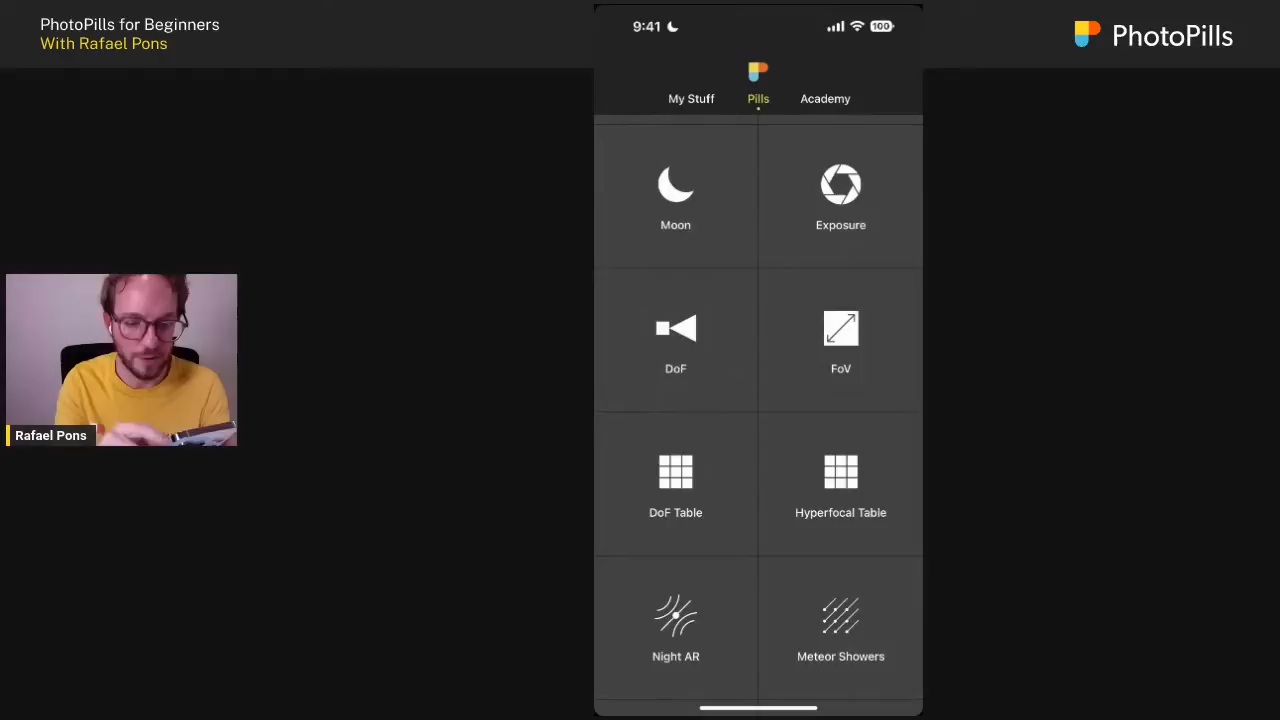 PhotoPills for Beginners
With Rafael Pons
PhotoPills
9:41
100
My Stuff
Pills
Academy
Moon
Exposure
DoF
FoV
DoF Table
Hyperfocal Table
Night AR
Meteor Showers
Rafael Pons